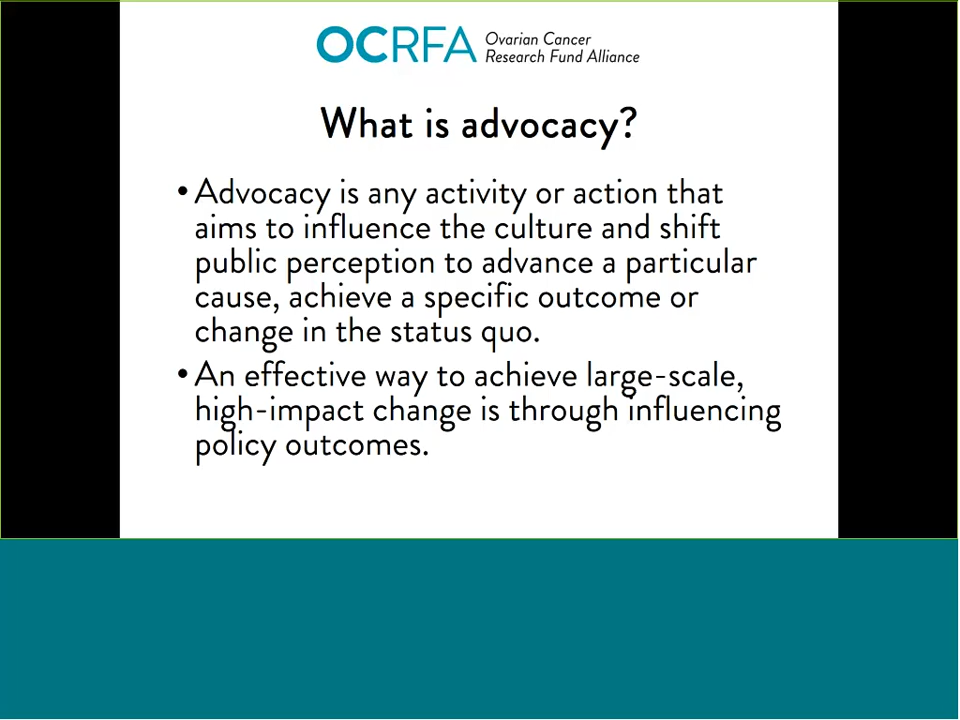 OCRFA Ovarian Cancer
Research Fund Alliance
What is advocacy?
• Advocacy is any activity or action that
aims to influence the culture and shift
public perception to advance a particular
cause, achieve a specific outcome or
change in the status quo.
• An effective way to achieve large-scale,
high-impact change is through influencing
policy outcomes.